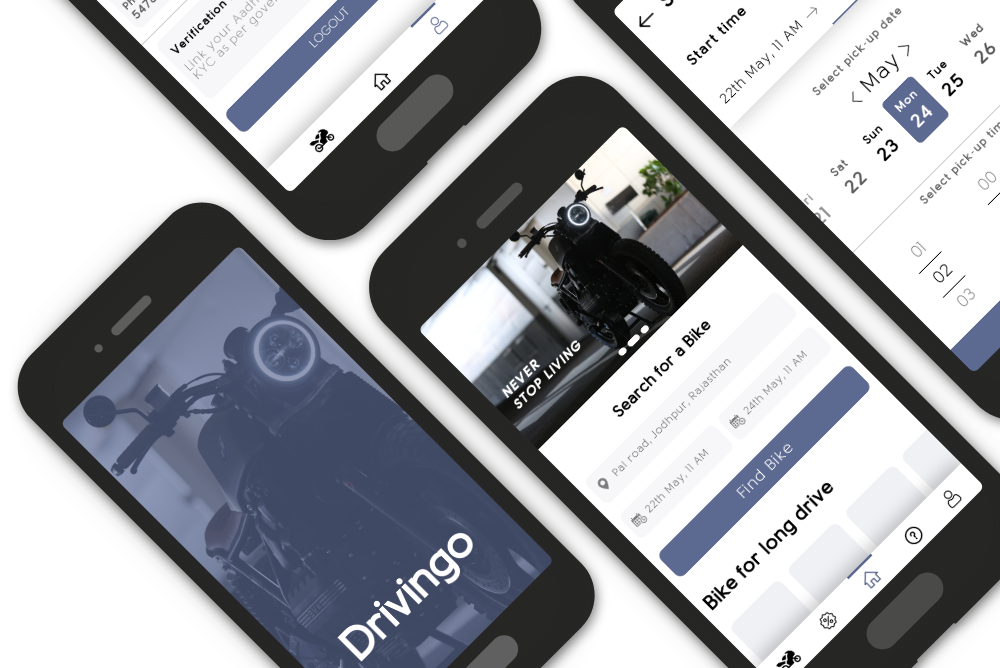 Verification
Link your Aadh
KYC as per gove
LOGOUT
Start time
22th May, 11 AM →
Select pick-up date
< May >
Sat
22
Sun
23
Mon
24
Tue
25
Wed
26
21
Select pick-up tim
00
01
02
03
NEVER
STOP LIVING
Search for a Bike
Pal road, Jodhpur, Rajasthan
22th May, 11 AM
24th May, 11 AM
Find Bike
Bike for long drive
Drivingo